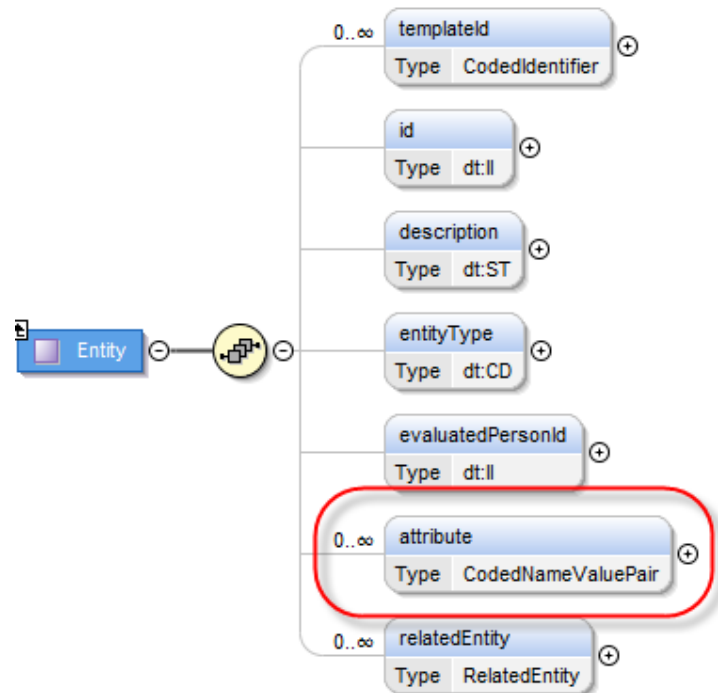 0..∞ templateId
Type CodedIdentifier
id
Type dt:II
description
Type dt:ST
Entity
entityType
Type dt:CD
evaluatedPersonId
Type dt:II
0..∞ attribute
Type CodedNameValuePair
0..∞ relatedEntity
Type RelatedEntity